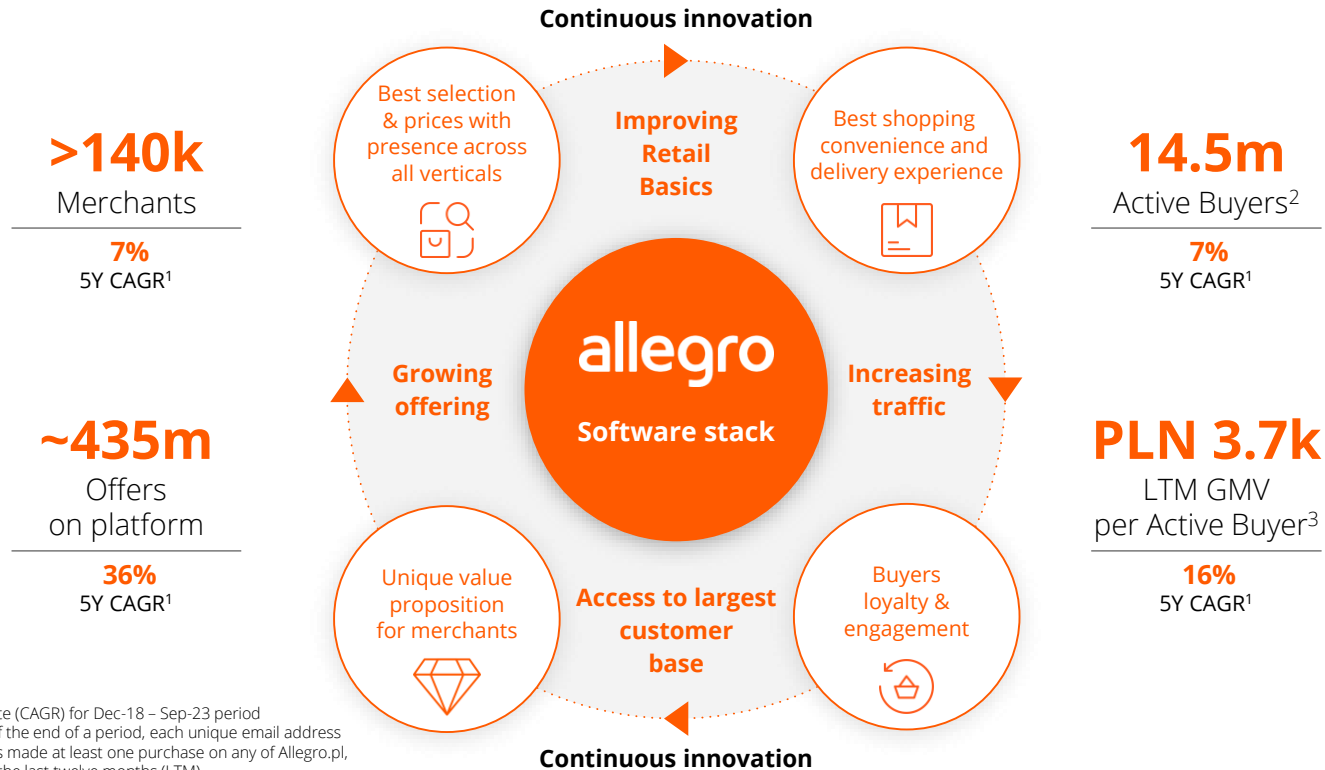 Continuous innovation
>140k
Merchants
7%
5Y CAGR¹
~435m
Offers
on platform
36%
5Y CAGR¹
Best selection
& prices with
presence across
all verticals
Improving
Retail
Basics
Best shopping
convenience and
delivery experience
Growing
offering
allegro
Software stack
Increasing
traffic
Unique value
proposition
for merchants
Access to largest
customer
base
Buyers
loyalty &
engagement
14.5m
Active Buyers²
7%
5Y CAGR¹
PLN 3.7k
LTM GMV
per Active Buyer³
16%
5Y CAGR¹
Continuous innovation
(CAGR) for Dec-18 – Sep-23 period
the end of a period, each unique email address
made at least one purchase on any of Allegro.pl,
the last twelve months (LTM)